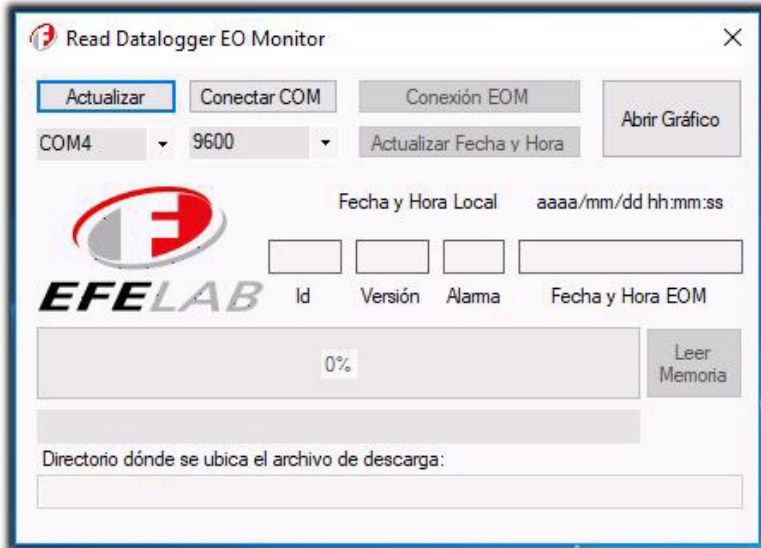 Read Datalogger EO Monitor
Actualizar Conectar COM Conexión EOM Abrir Gráfico
COM4 9600 Actualizar Fecha y Hora
Fecha y Hora Local aaaa/mm/dd hh:mm:ss
EFELAB
Id Versión Alarma Fecha y Hora EOM
0%
Leer
Memoria
Directorio dónde se ubica el archivo de descarga: